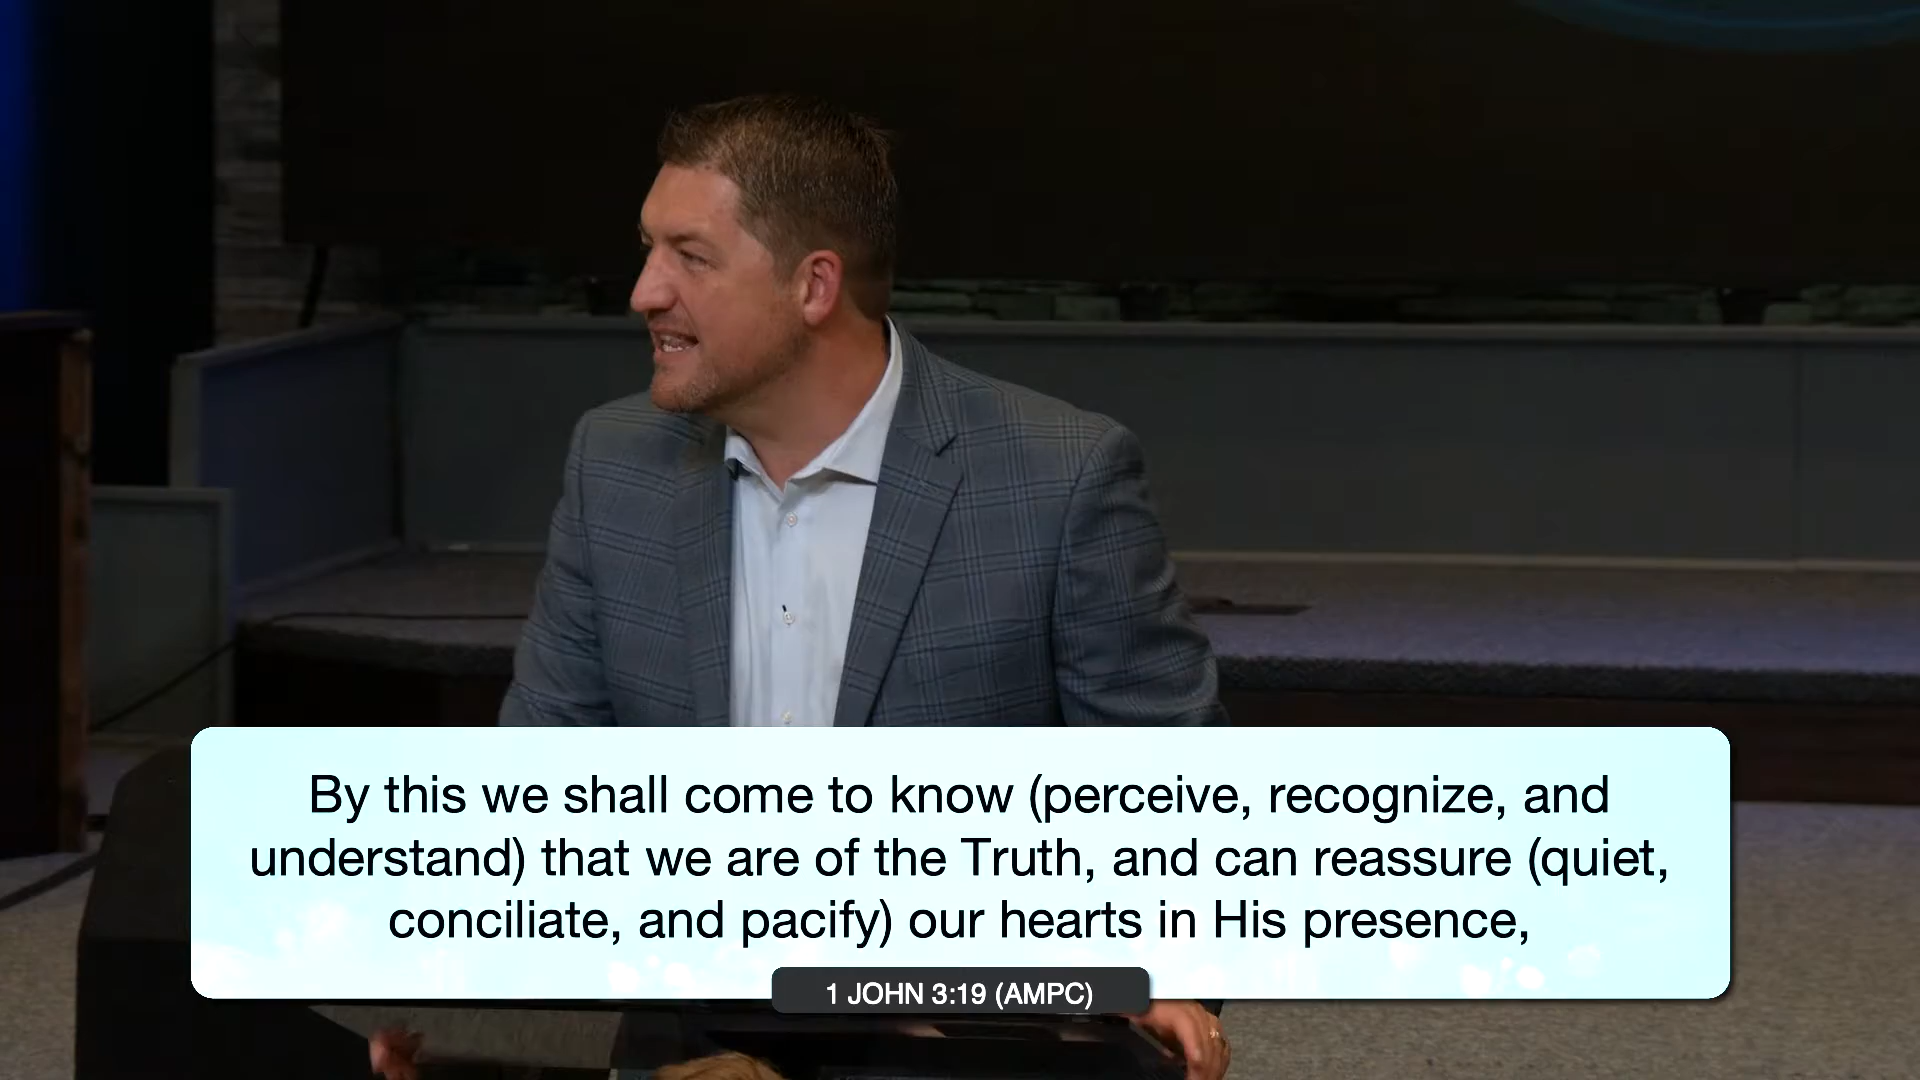 By this we shall come to know (perceive, recognize, and
understand) that we are of the Truth, and can reassure (quiet,
conciliate, and pacify) our hearts in His presence,
1 JOHN 3:19 (AMPC)